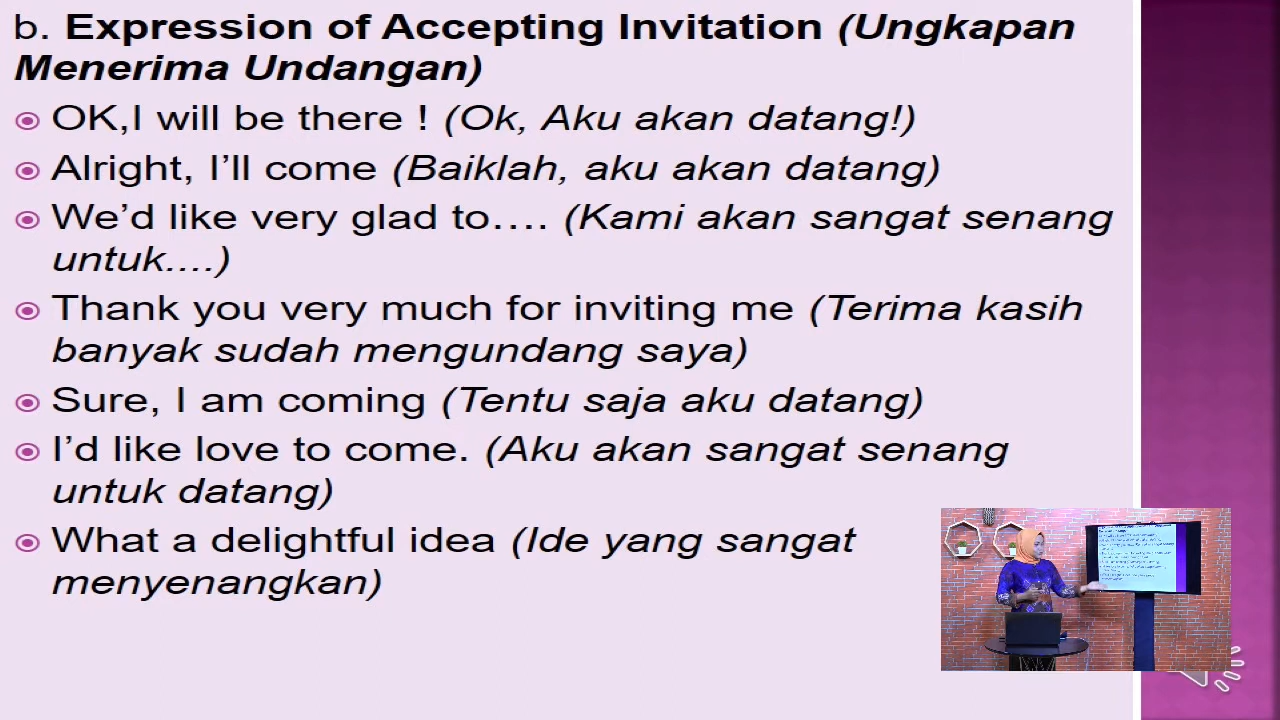 b. Expression of Accepting Invitation (Ungkapan
Menerima Undangan)
OK,I will be there ! (Ok, Aku akan datang!)
Alright, I’ll come (Baiklah, aku akan datang)
We’d like very glad to…. (Kami akan sangat senang
untuk....)
Thank you very much for inviting me (Terima kasih
banyak sudah mengundang saya)
Sure, I am coming (Tentu saja aku datang)
I’d like love to come. (Aku akan sangat senang
untuk datang)
What a delightful idea (Ide yang sangat
menyenangkan)